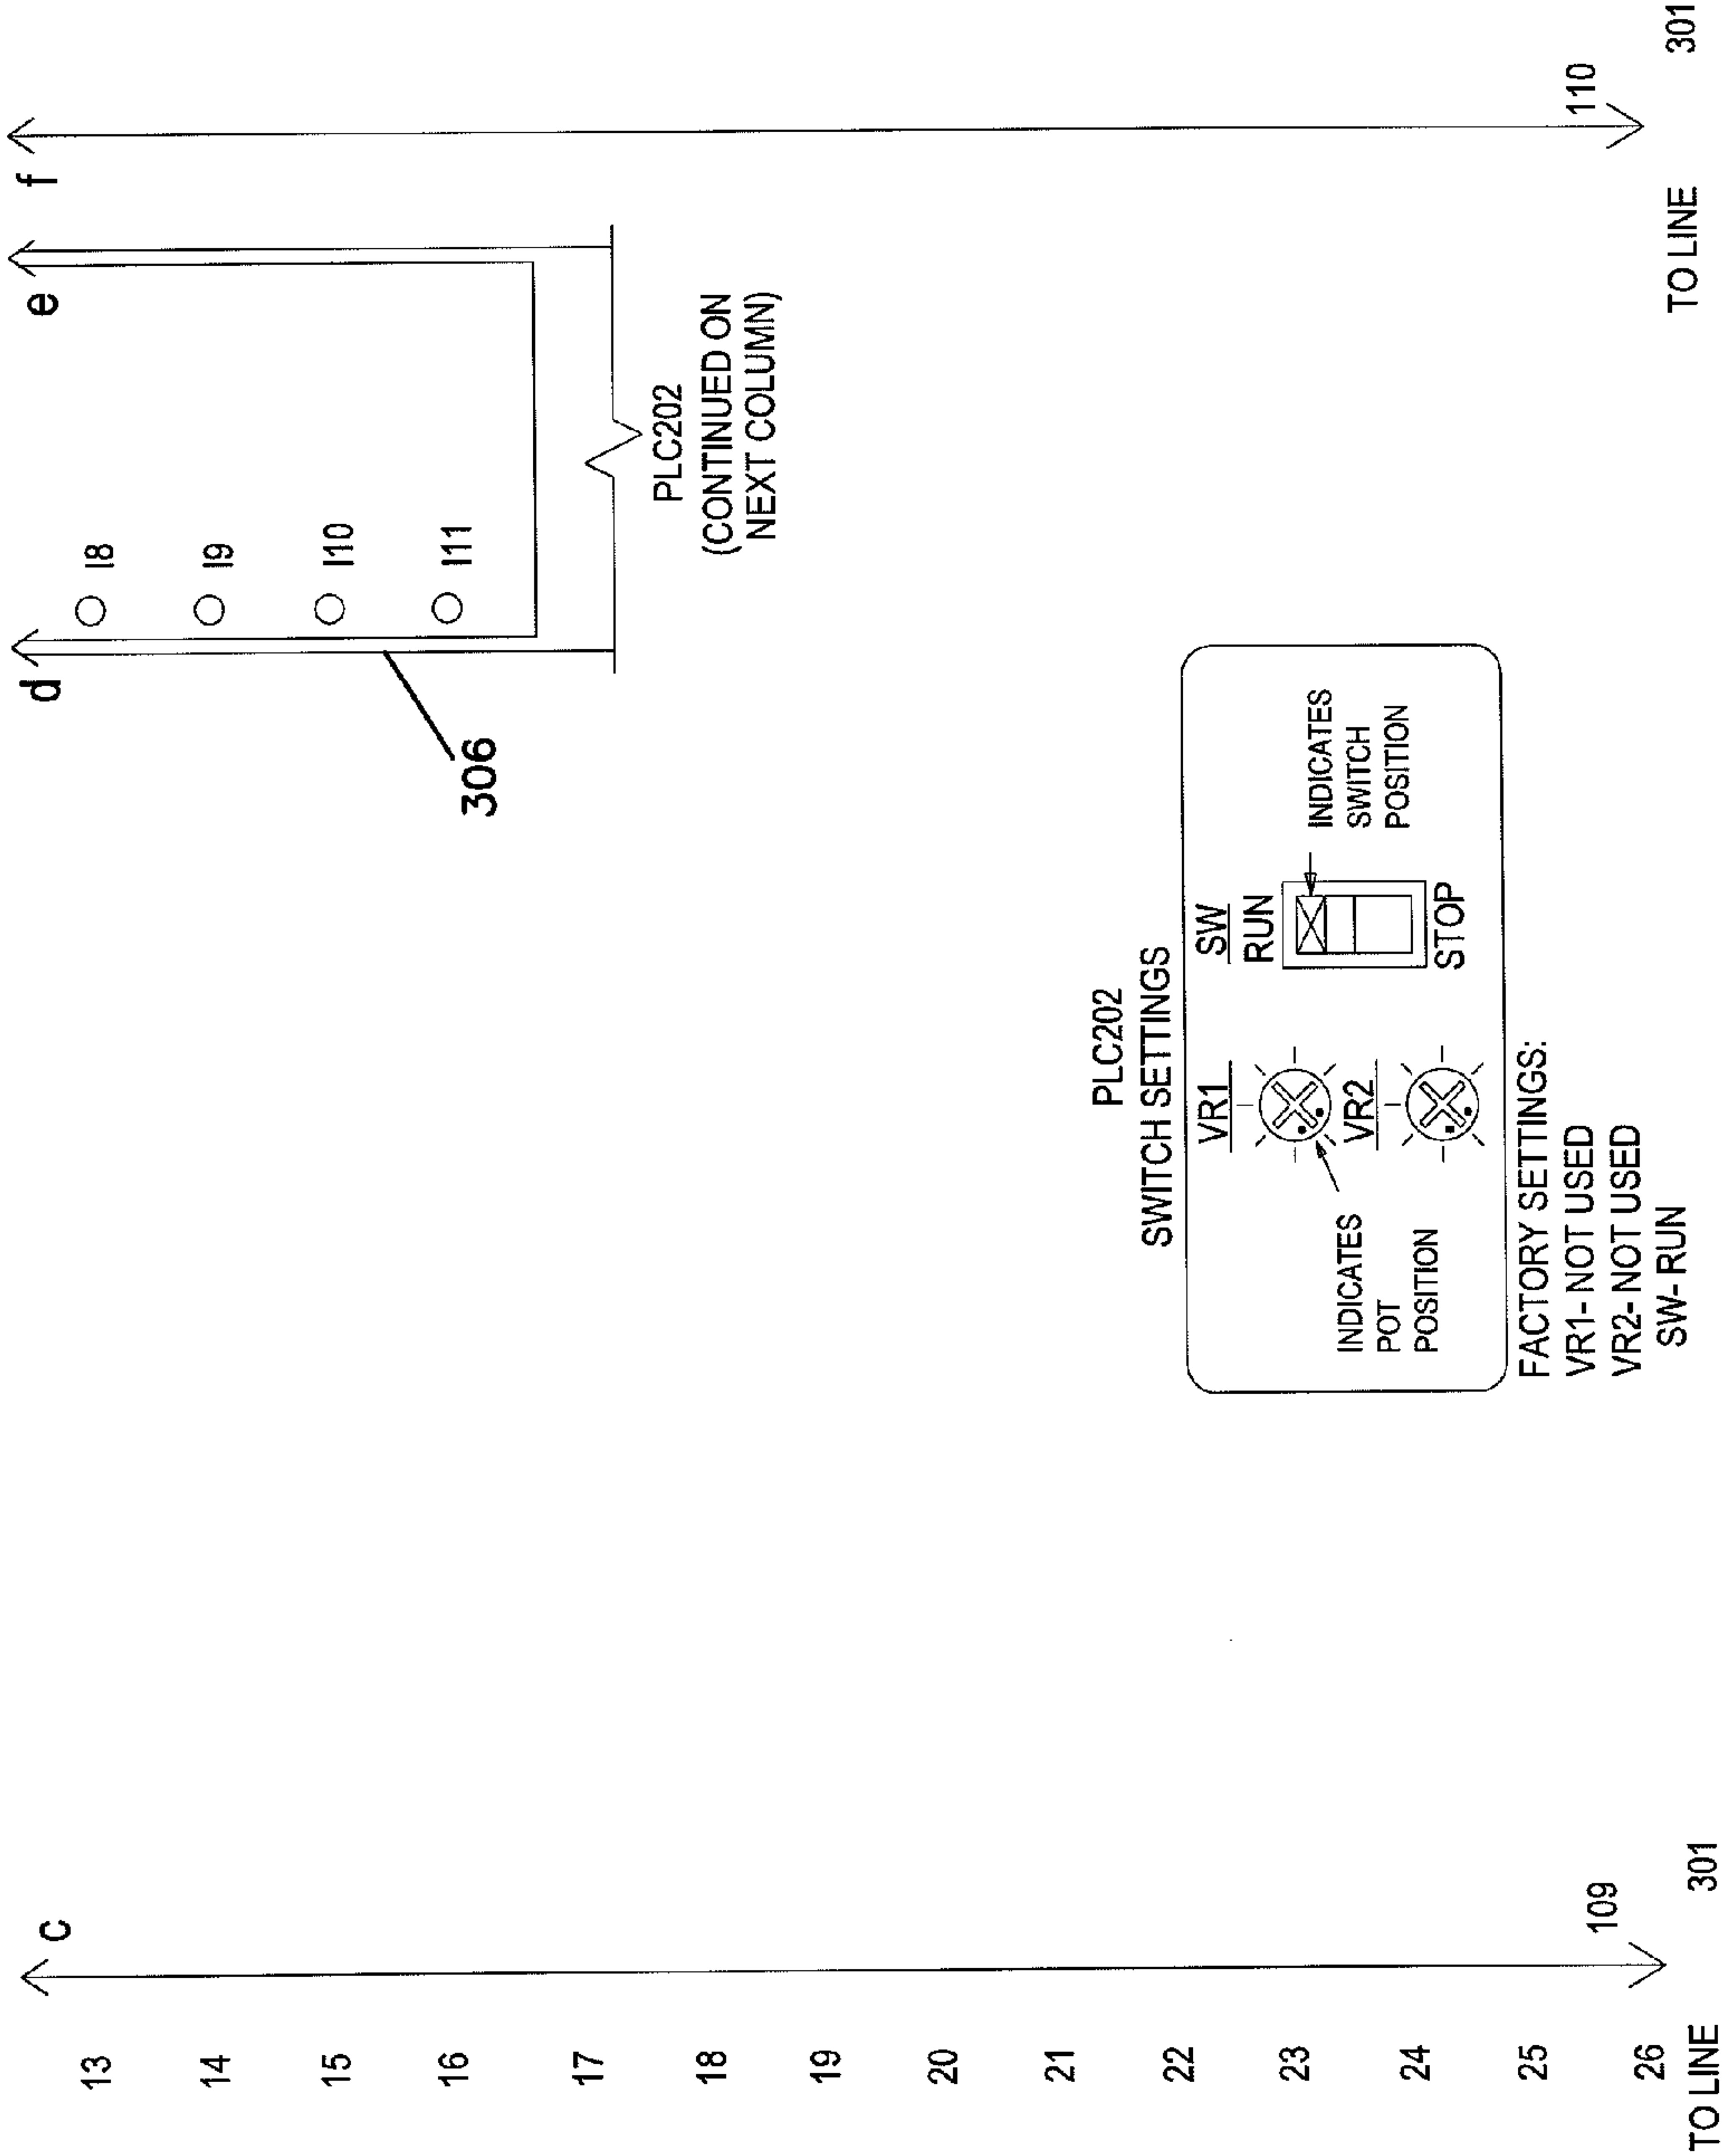 c
d
e
f
13
I8
14
I9
15
I10
16
I11
306
17
PLC202
(CONTINUED ON
NEXT COLUMN)
18
19
20
21
PLC202
SWITCH SETTINGS
22
VR1
SW
RUN
23
INDICATES
POT
POSITION
INDICATES
SWITCH
POSITION
VR2
24
STOP
FACTORY SETTINGS:
VR1- NOT USED
VR2- NOT USED
SW- RUN
25
26
109
110
TO LINE 301
TO LINE 301